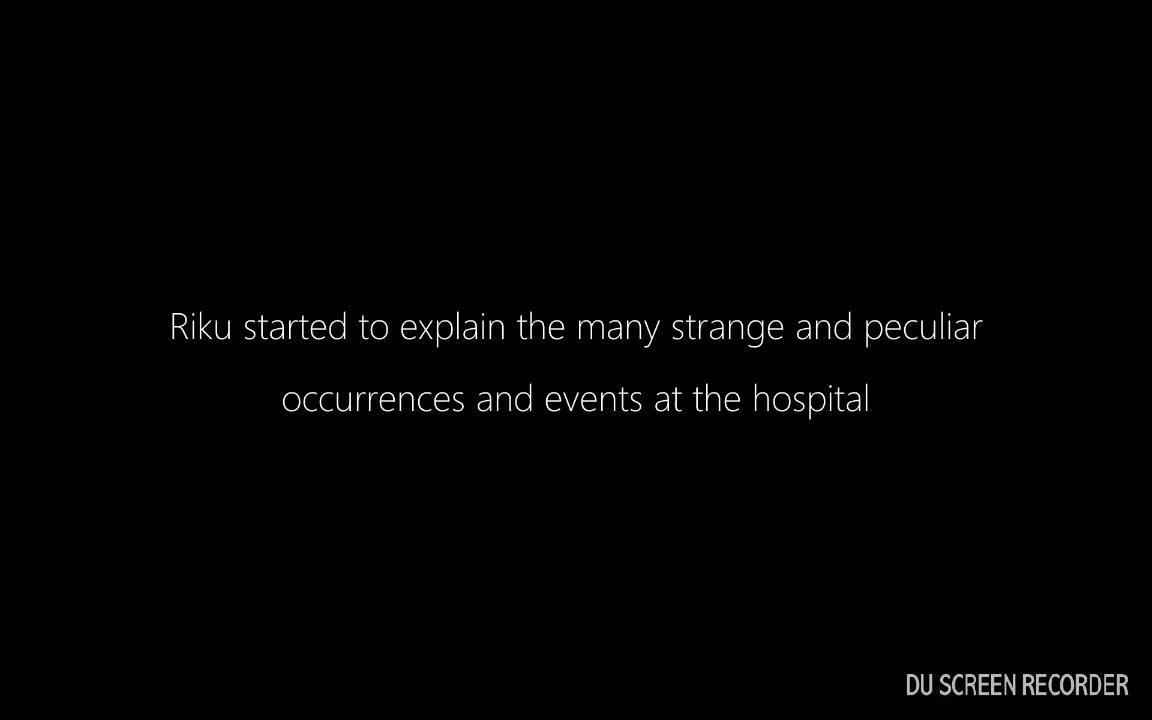 Riku started to explain the many strange and peculiar
occurrences and events at the hospital
DU SCREEN RECORDER